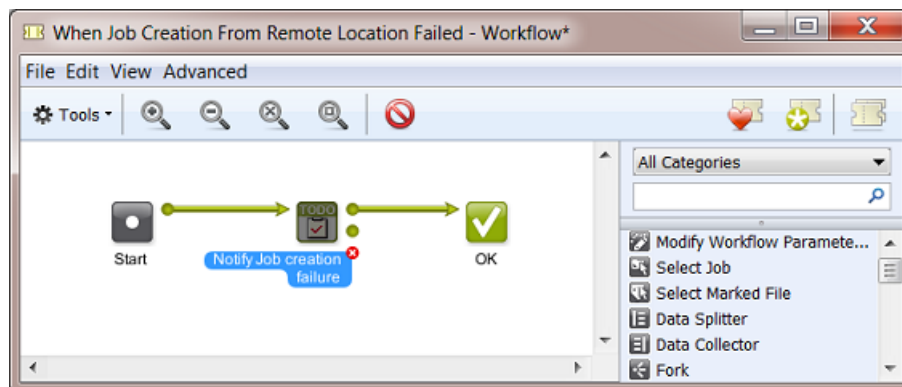 When Job Creation From Remote Location Failed - Workflow*
File Edit View Advanced
Tools
All Categories
TODO
Start
Notify Job creation
failure
OK
Modify Workflow Paramete...
Select Job
Select Marked File
Data Splitter
Data Collector
Fork